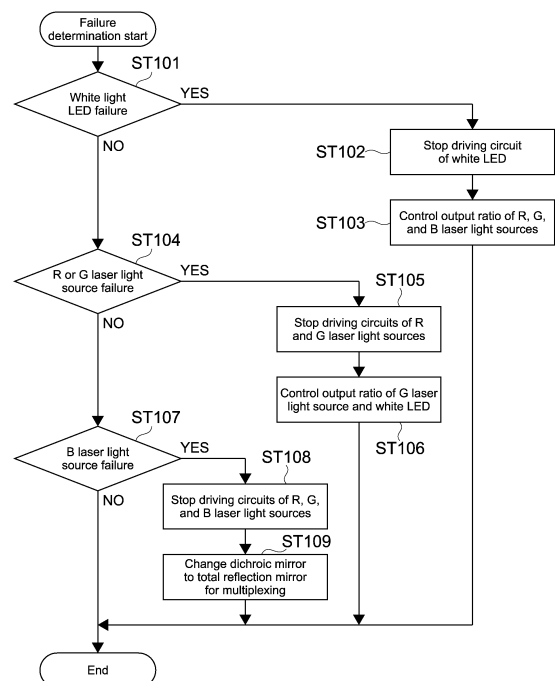 Failure
determination start
ST101
White light
LED failure
YES
NO
ST102
Stop driving circuit
of white LED
ST103
Control output ratio of R, G,
and B laser light sources
ST104
R or G laser light
source failure
YES
NO
ST105
Stop driving circuits of R
and G laser light sources
Control output ratio of G laser
light source and white LED
ST106
ST107
B laser light
source failure
YES
NO
ST108
Stop driving circuits of R, G,
and B laser light sources
ST109
Change dichroic mirror
to total reflection mirror
for multiplexing
End